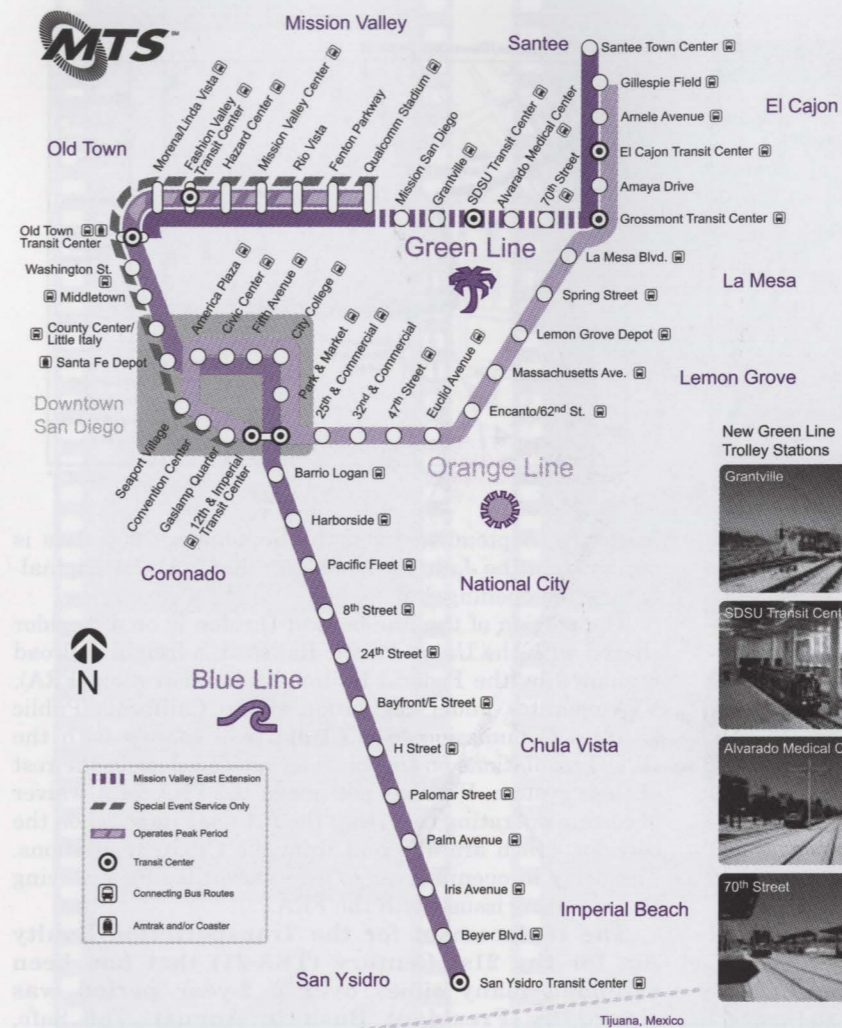 MTS
Mission Valley
Santee
Santee Town Center
Gillespie Field
Arnele Avenue
El Cajon
El Cajon Transit Center
Amaya Drive
Grossmont Transit Center
Old Town
Morena/Linda Vista
Fashion Valley
Transit Center
Hazard Center
Mission Valley Center
Rio Vista
Fenton Parkway
Qualcomm Stadium
Mission San Diego
Grantville
SDSU Transit Center
Alvarado Medical Center
70th Street
Old Town
Transit Center
Washington St.
Middletown
County Center/
Little Italy
Santa Fe Depot
Green Line
La Mesa Blvd.
La Mesa
Spring Street
Lemon Grove Depot
Massachusetts Ave.
Lemon Grove
Encanto/62nd St.
America Plaza
Civic Center
Fifth Avenue
City College
Park & Market
25th & Commercial
32nd & Commercial
47th Street
Euclid Avenue
Downtown
San Diego
Seaport Village
Convention Center
Gaslamp Quarter
12th & Imperial
Transit Center
Orange Line
Barrio Logan
Harborside
Pacific Fleet
Coronado
National City
8th Street
24th Street
N
Blue Line
Bayfront/E Street
H Street
Chula Vista
Palomar Street
Palm Avenue
Iris Avenue
Imperial Beach
Beyer Blvd.
San Ysidro
San Ysidro Transit Center
Tijuana, Mexico
Mission Valley East Extension
Special Event Service Only
Operates Peak Period
Transit Center
Connecting Bus Routes
Amtrak and/or Coaster
New Green Line
Trolley Stations
Grantville
SDSU Transit Cent
Alvarado Medical C
70th Street